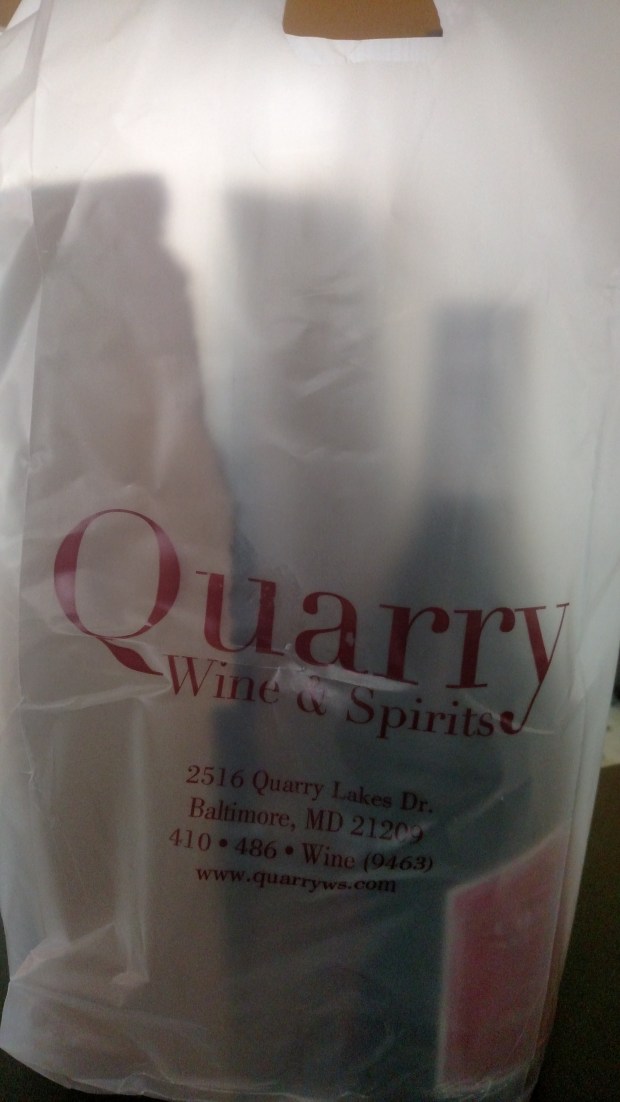 Quarry
Wine & Spirits
2516 Quarry Lakes Dr.
Baltimore, MD 21209
410 • 486 • Wine (9463)
www.quarryws.com